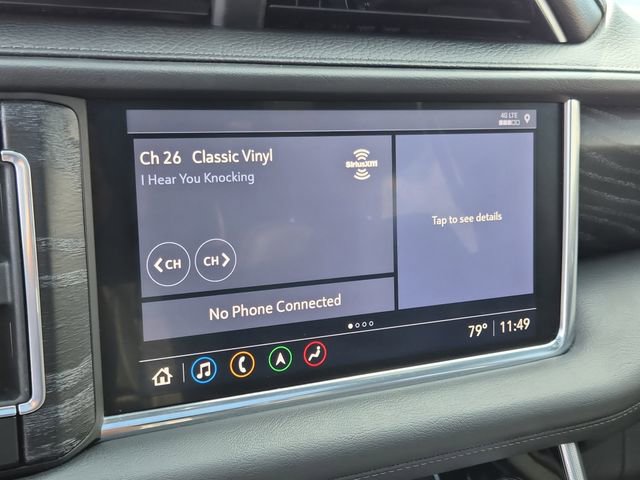 4G LTE
Ch 26 Classic Vinyl
SiriusXM
I Hear You Knocking
Tap to see details
CH
CH
No Phone Connected
79° 11:49